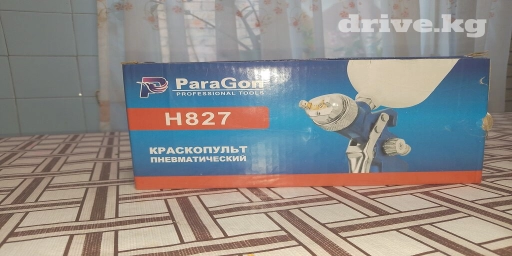 drive.kg
ParaGon
PROFESSIONAL TOOLS
H827
КРАСКОПУЛЬТ
ПНЕВМАТИЧЕСКИЙ